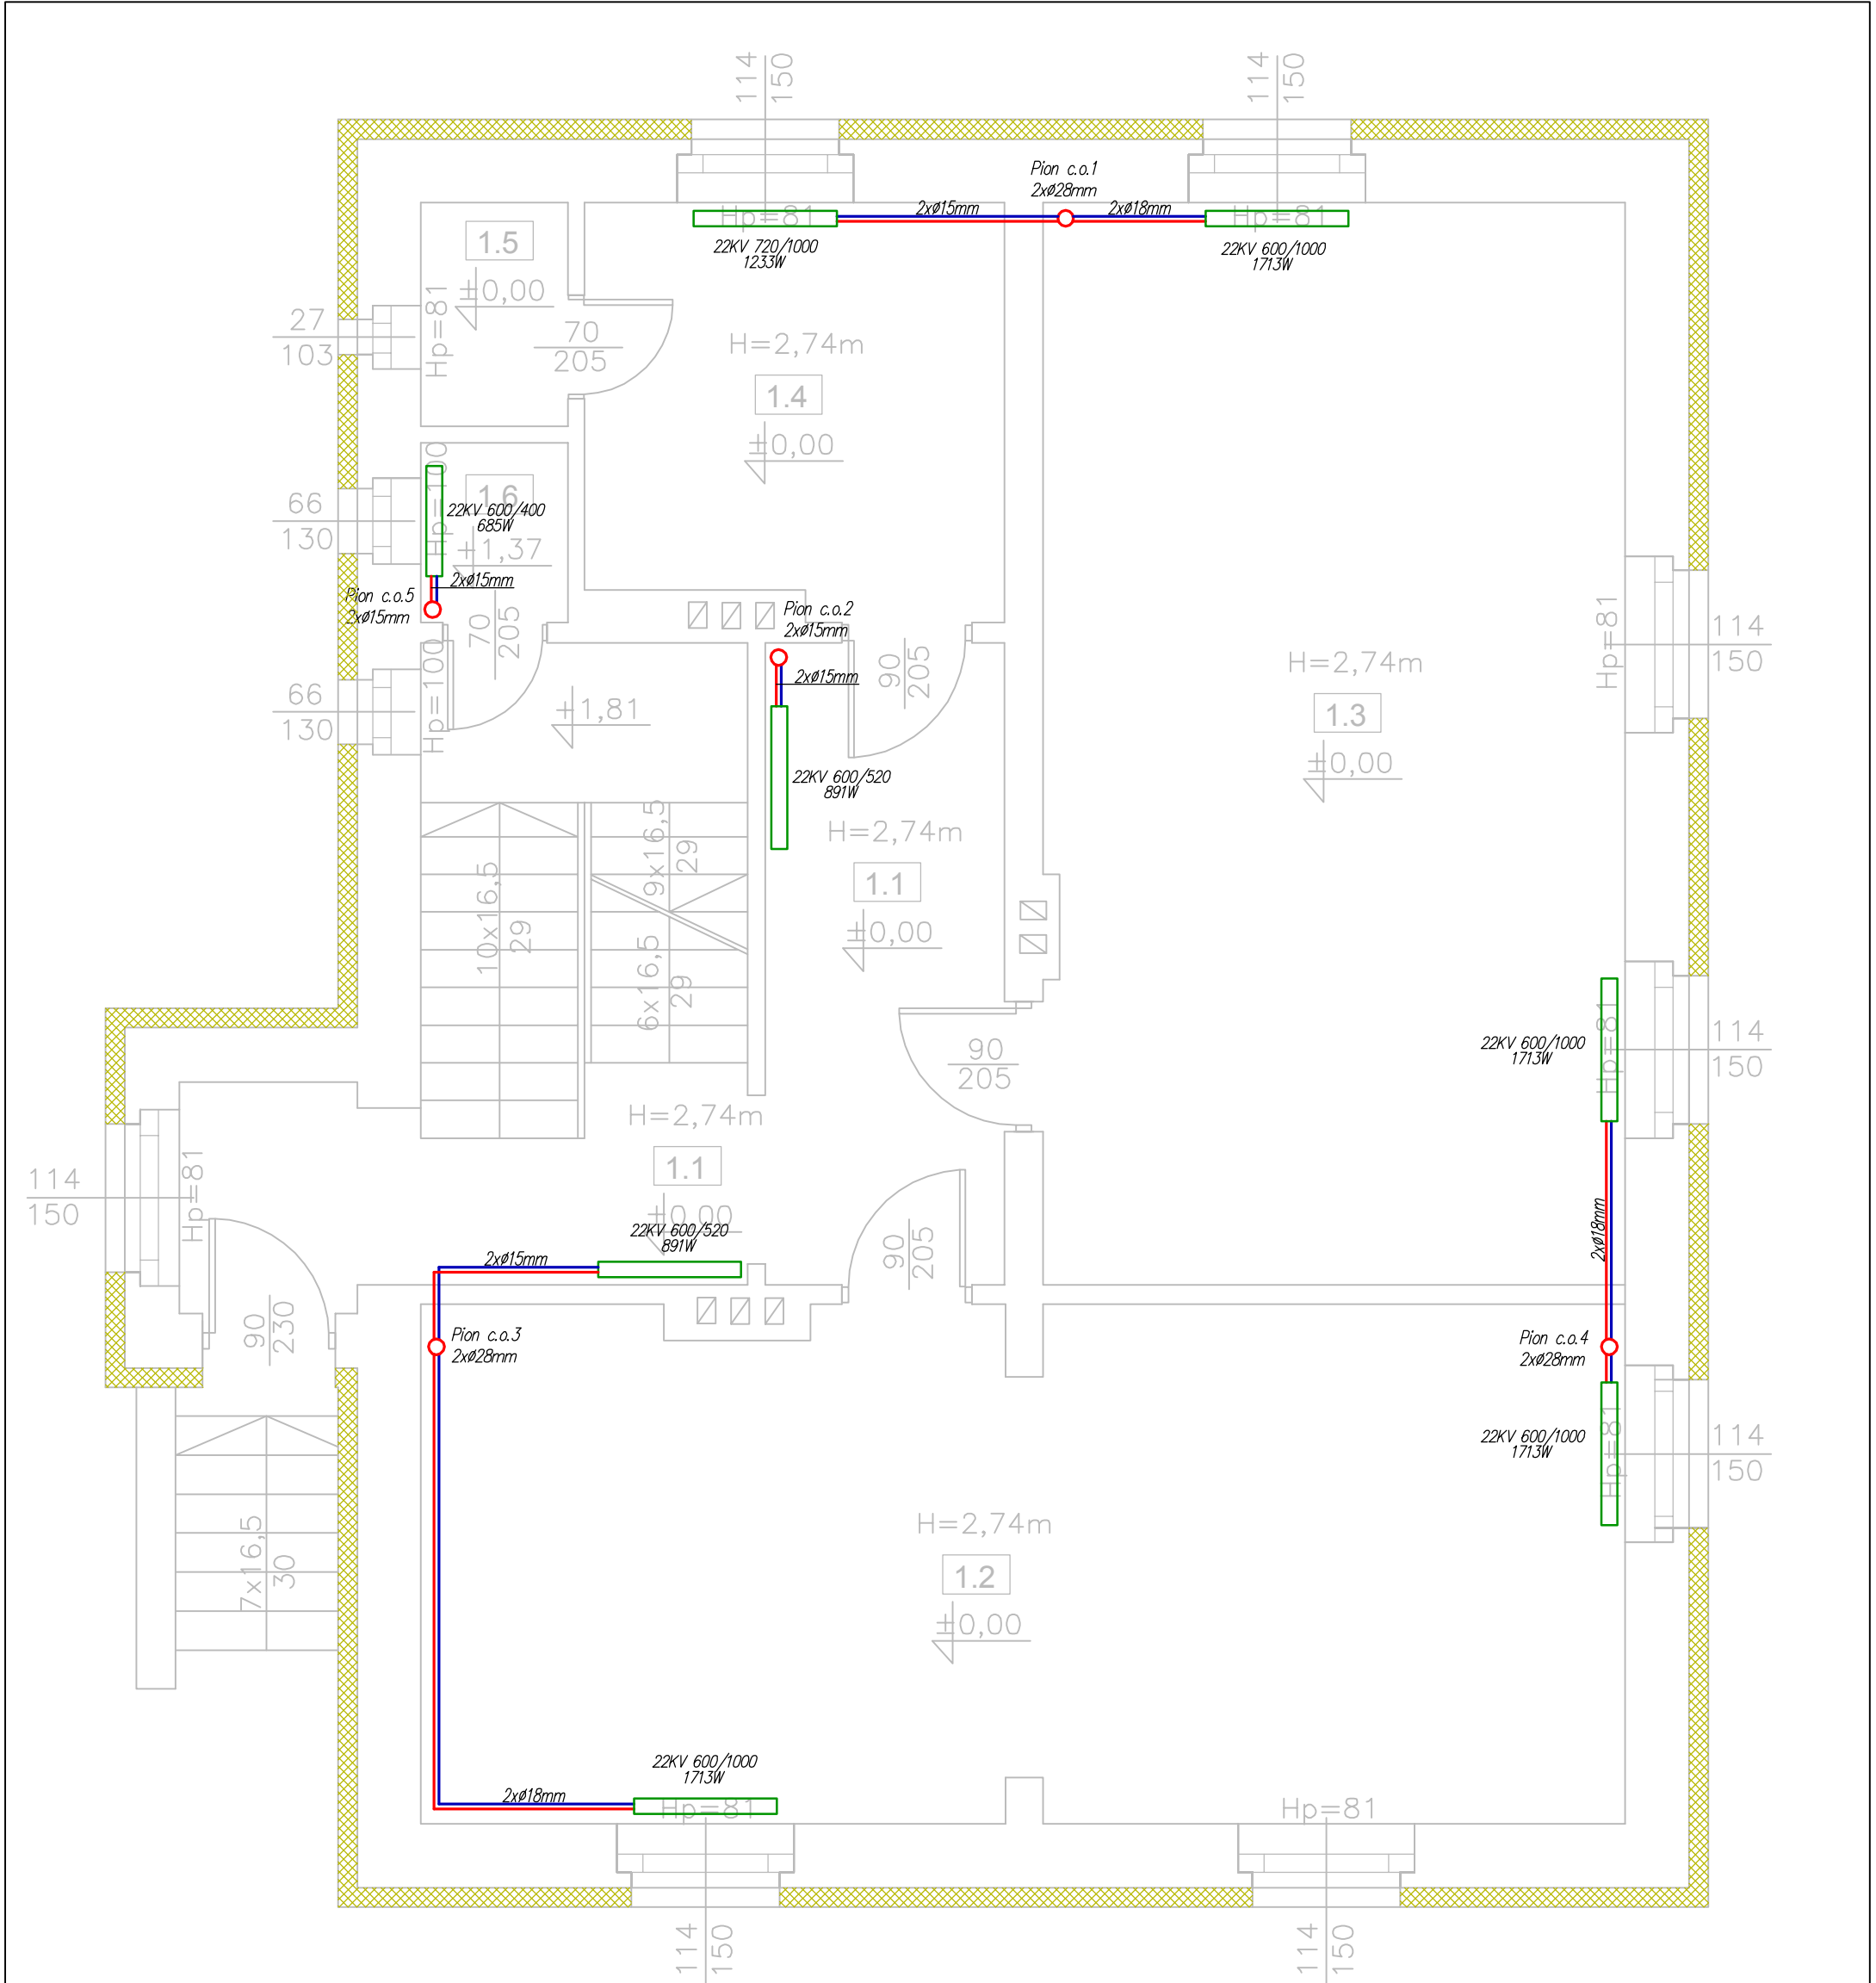 114
150
114
150
Pion c.o.1
2xø28mm
2xø15mm
2xø18mm
Hp=81
Hp=81
22KV 720/1000
1233W
22KV 600/1000
1713W
1.5
±0,00
Hp=81
27
103
70
205
H=2,74m
1.4
±0,00
Hp=100
1.6
22KV 600/400
685W
+1,37
66
130
2xø15mm
Pion c.o.5
2xø15mm
70
205
Pion c.o.2
2xø15mm
2xø15mm
90
205
Hp=100
66
130
+1,81
22KV 600/520
891W
H=2,74m
1.3
±0,00
Hp=81
114
150
H=2,74m
1.1
±0,00
9x16,5
29
10x16,5
29
6x16,5
29
90
205
22KV 600/1000
1713W
Hp=81
114
150
H=2,74m
1.1
±0,00
22KV 600/520
891W
Hp=81
114
150
90
230
2xø15mm
Pion c.o.3
2xø28mm
90
205
2xø18mm
Pion c.o.4
2xø28mm
22KV 600/1000
1713W
Hp=81
114
150
7x16,5
30
H=2,74m
1.2
±0,00
22KV 600/1000
1713W
2xø18mm
Hp=81
Hp=81
114
150
114
150